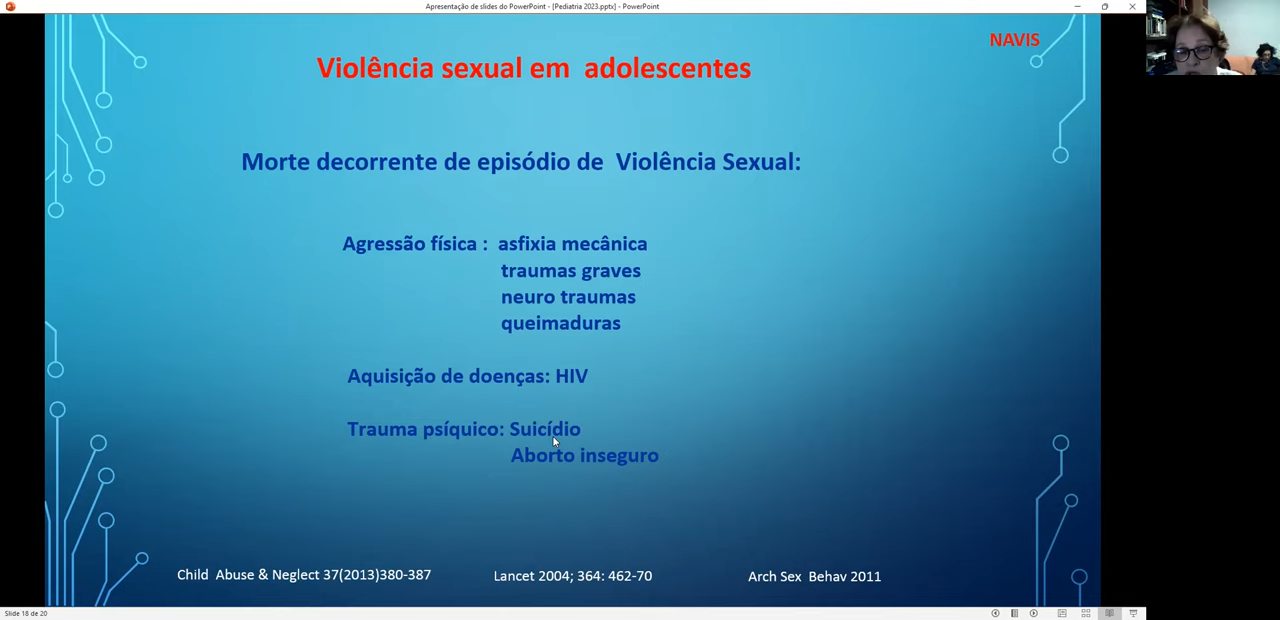 Apresentação de slides do PowerPoint - [Pediatria 2023.pptx] - PowerPoint
NAVIS
Violência sexual em adolescentes
Morte decorrente de episódio de Violência Sexual:
Agressão física : asfixia mecânica
traumas graves
neuro traumas
queimaduras
Aquisição de doenças: HIV
Trauma psíquico: Suicídio
Aborto inseguro
Child Abuse & Neglect 37(2013)380-387
Lancet 2004; 364: 462-70
Arch Sex Behav 2011
Slide 18 de 20